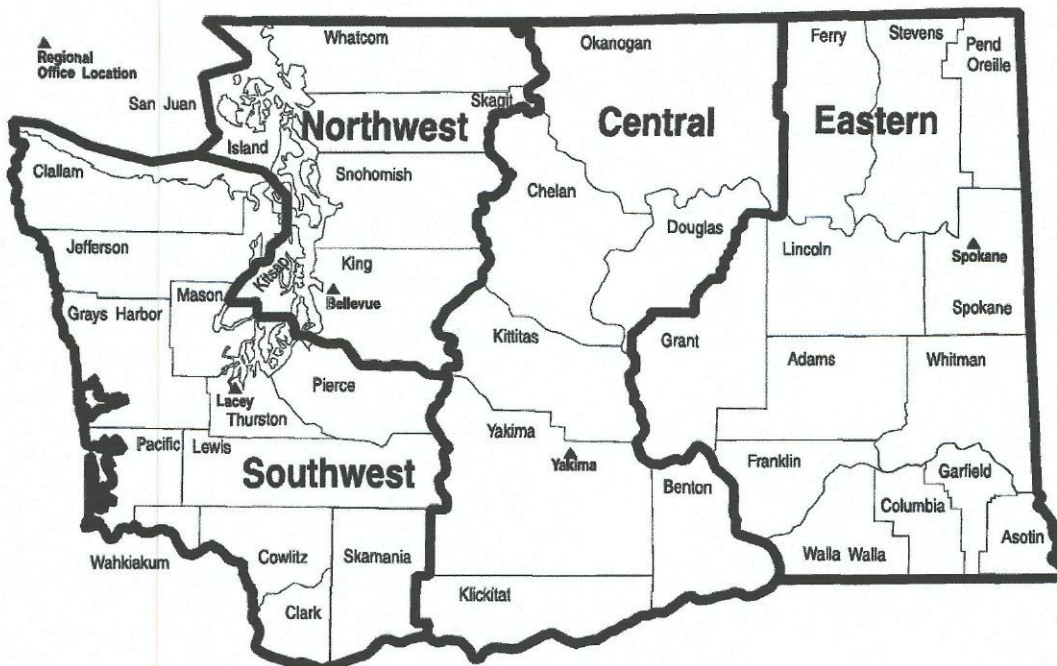 Regional
Office Location
San Juan
Whatcom
Skagit
Northwest
Island
Snohomish
King
Kitsap
Bellevue
Okanogan
Central
Chelan
Douglas
Kittitas
Yakima
Yakima
Benton
Klickitat
Ferry
Stevens
Pend
Oreille
Eastern
Lincoln
Spokane
Spokane
Grant
Adams
Whitman
Franklin
Garfield
Columbia
Walla Walla
Asotin
Clallam
Jefferson
Mason
Grays Harbor
Pierce
Lacey
Thurston
Pacific
Lewis
Southwest
Wahkiakum
Cowlitz
Skamania
Clark